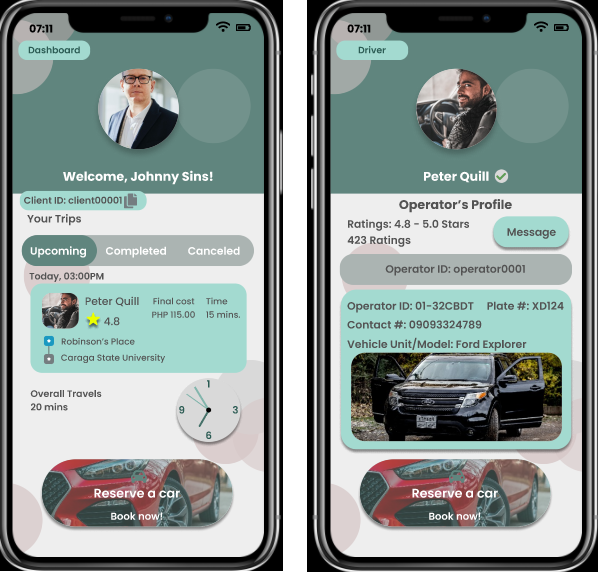 07:11
Dashboard
Welcome, Johnny Sins!
Client ID: client00001
Your Trips
Upcoming Completed Canceled
Today, 03:00PM
Peter Quill Final cost Time
4.8 PHP 115.00 15 mins.
Robinson's Place
Caraga State University
Overall Travels
20 mins
1
9 3
6
Reserve a car
Book now!
07:11
Driver
Peter Quill
Operator's Profile
Ratings: 4.8 - 5.0 Stars
423 Ratings
Message
Operator ID: operator0001
Operator ID: 01-32CBDT Plate #: XD124
Contact #: 09093324789
Vehicle Unit/Model: Ford Explorer
Reserve a car
Book now!